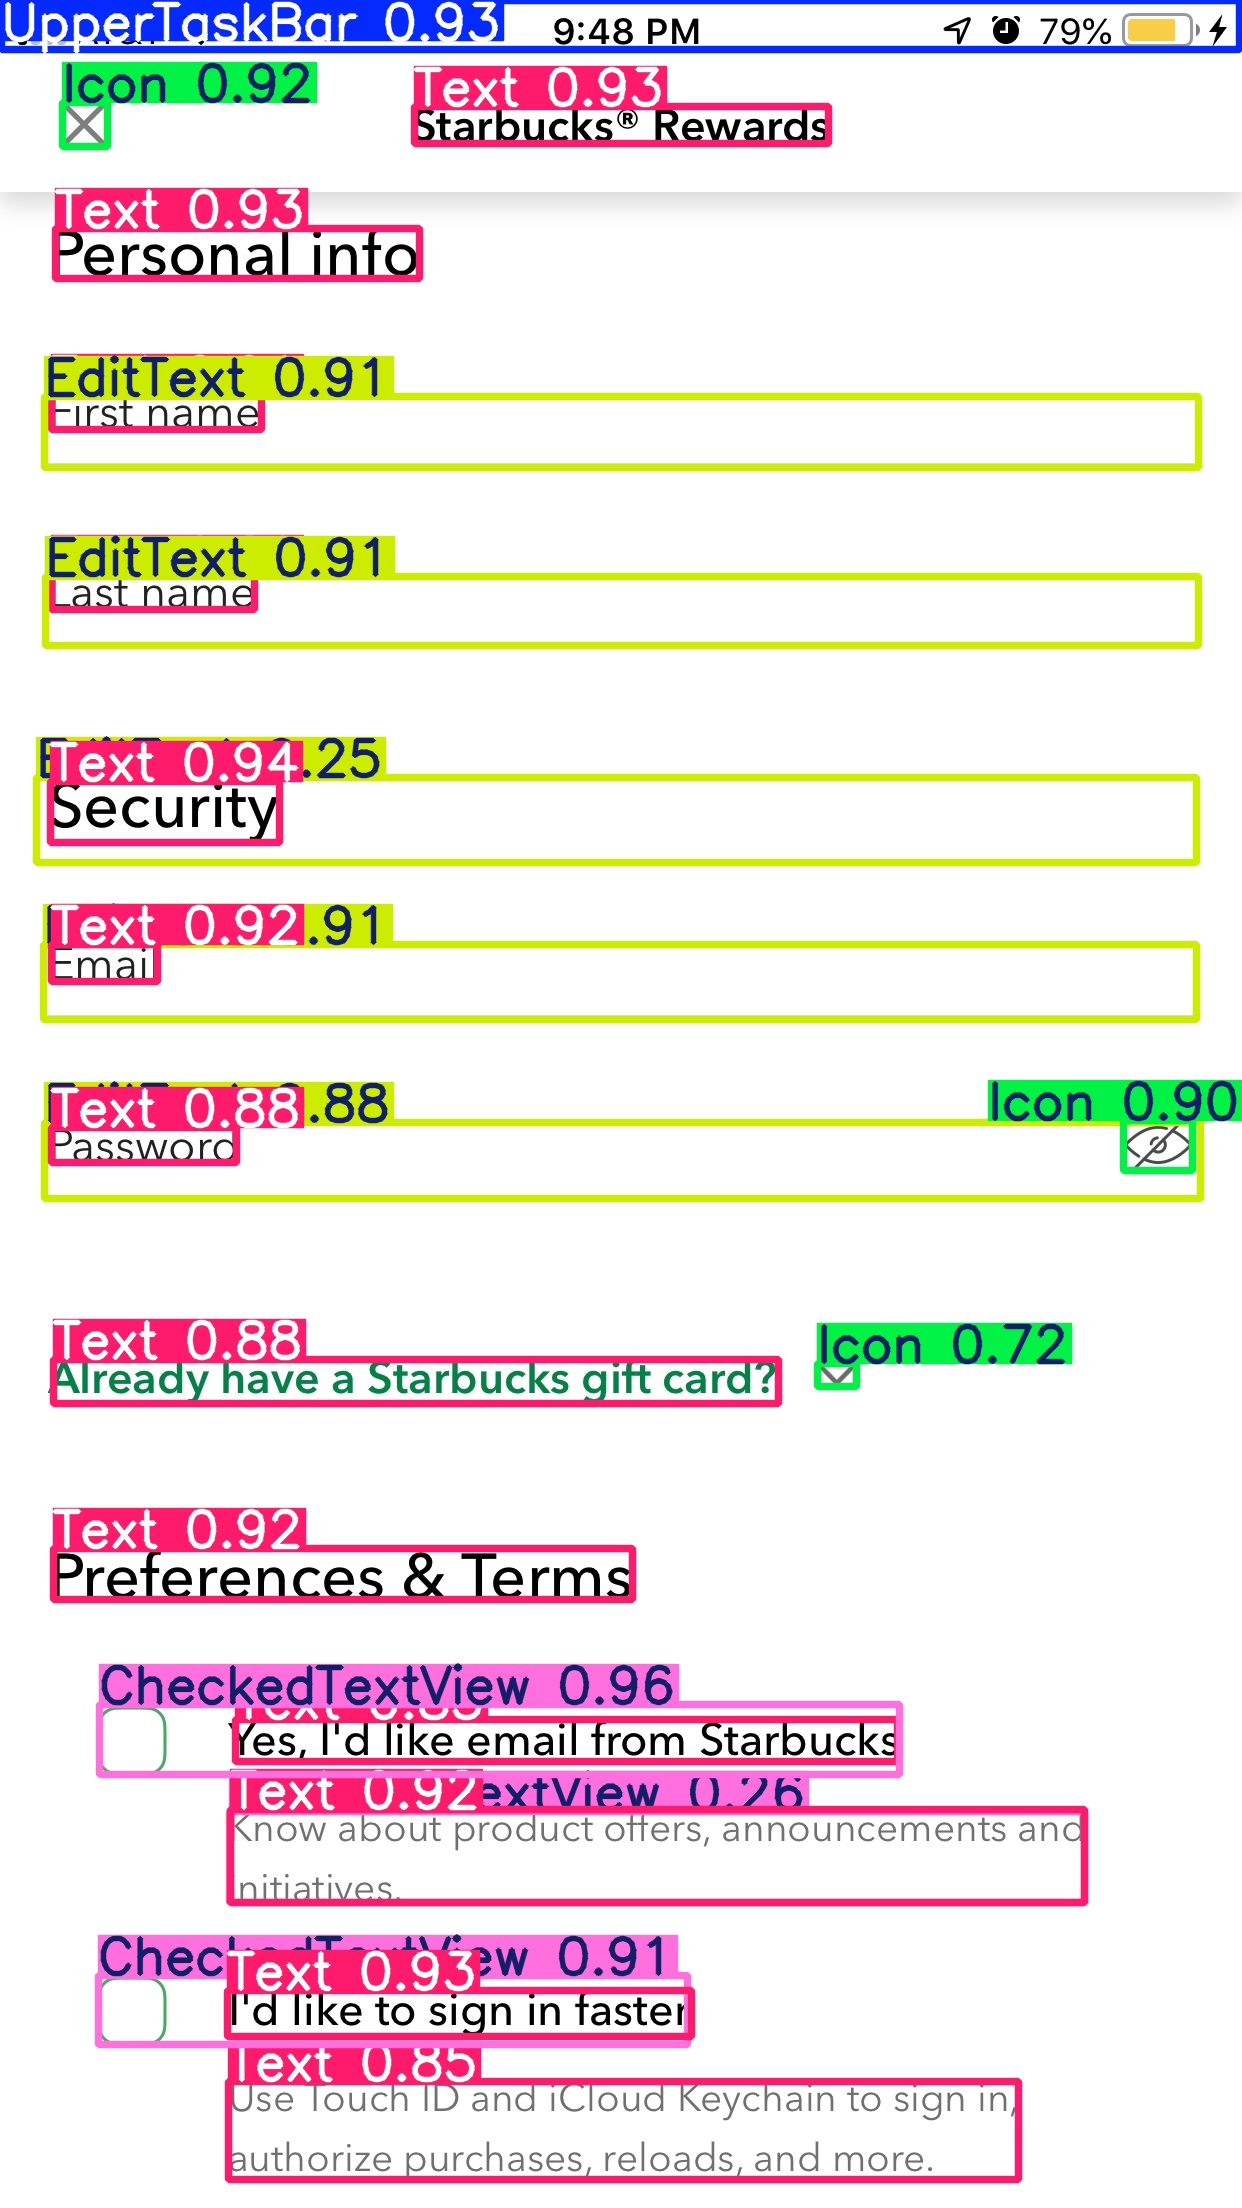 UpperTaskBar 0.93 9:48 PM 79%
Icon 0.92 Text 0.93
Starbucks® Rewards
Text 0.93
Personal info
EditText 0.91
First name
EditText 0.91
Last name
Text 0.94 .25
Security
Text 0.92 .91
Email
Text 0.88 .88 Icon 0.90
Password
Text 0.88 Icon 0.72
Already have a Starbucks gift card?
Text 0.92
Preferences & Terms
CheckedTextView 0.96
Yes, I'd like email from Starbucks
Text 0.92 extView 0.26
Know about product offers, announcements and
initiatives.
CheckedTextView 0.91
Text 0.93
I'd like to sign in faster
Text 0.85
Use Touch ID and iCloud Keychain to sign in,
authorize purchases, reloads, and more.